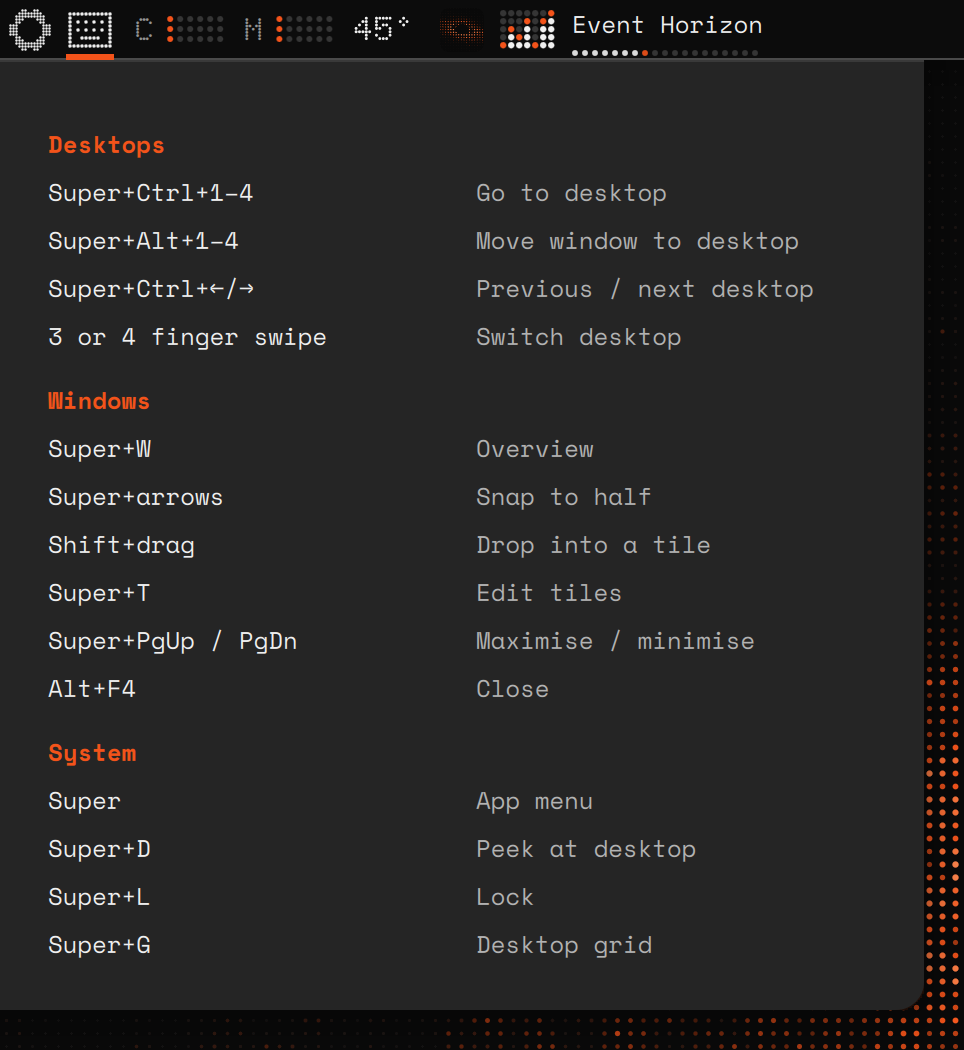 C M 45° Event Horizon
Desktops
Super+Ctrl+1–4 Go to desktop
Super+Alt+1–4 Move window to desktop
Super+Ctrl+←/→ Previous / next desktop
3 or 4 finger swipe Switch desktop
Windows
Super+W Overview
Super+arrows Snap to half
Shift+drag Drop into a tile
Super+T Edit tiles
Super+PgUp / PgDn Maximise / minimise
Alt+F4 Close
System
Super App menu
Super+D Peek at desktop
Super+L Lock
Super+G Desktop grid